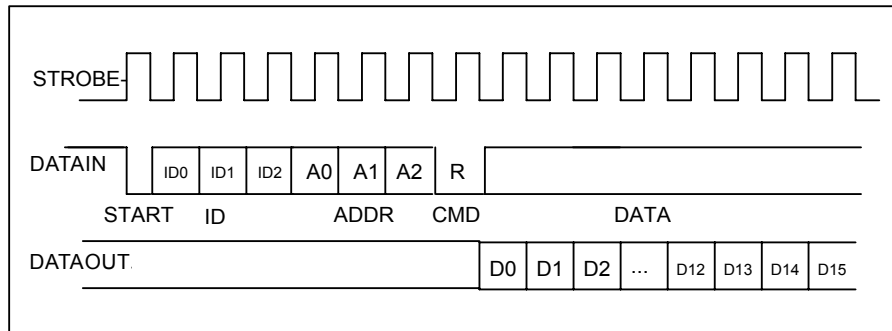 STROBE-
DATAIN ID0 ID1 ID2 A0 A1 A2 R
START ID ADDR CMD DATA
DATAOUT. D0 D1 D2 ... D12 D13 D14 D15